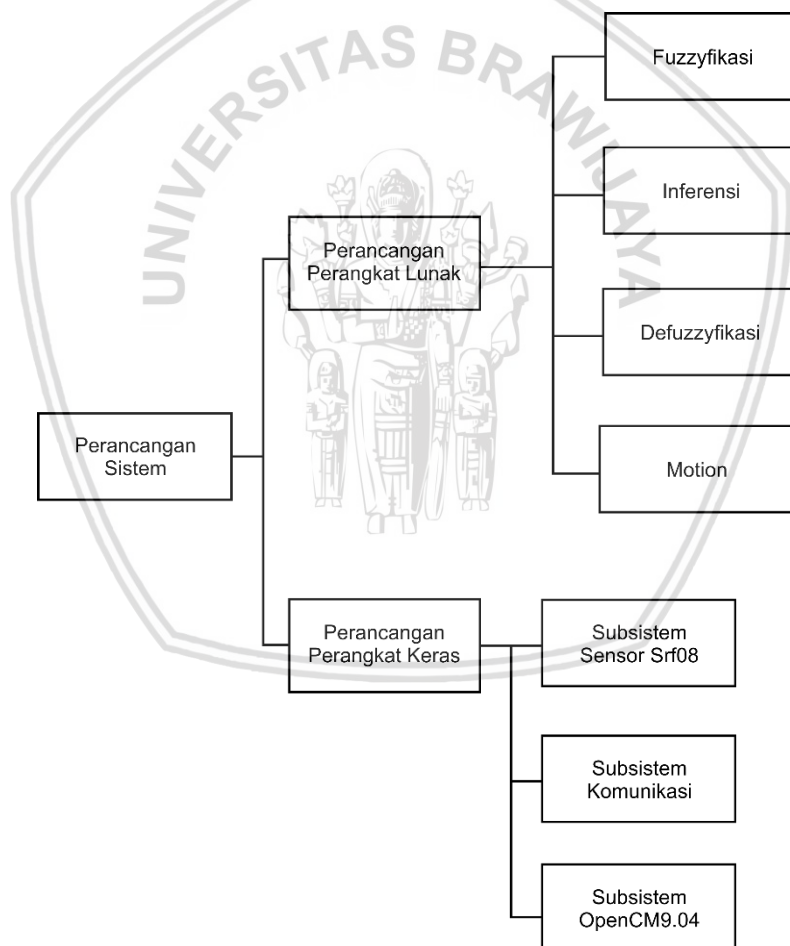 UNIVERSITAS BRAWIJAYA
Fuzzyfikasi
Inferensi
Perancangan
Perangkat Lunak
Defuzzyfikasi
Perancangan
Sistem
Motion
Perancangan
Perangkat Keras
Subsistem
Sensor Srf08
Subsistem
Komunikasi
Subsistem
OpenCM9.04